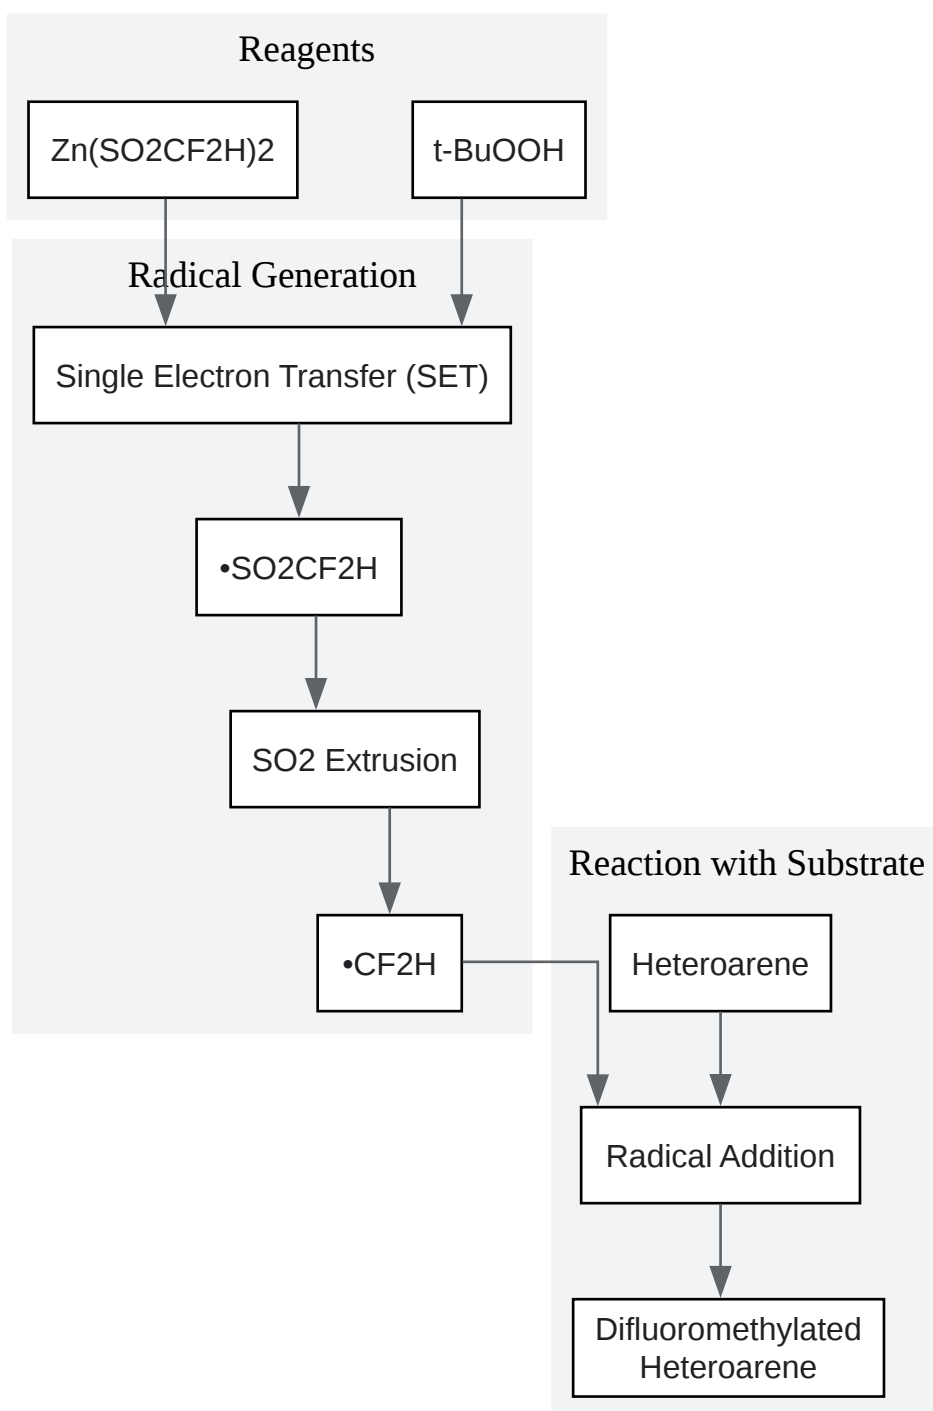 Reagents
Zn(SO2CF2H)2
t-BuOOH
Radical Generation
Single Electron Transfer (SET)
•SO2CF2H
SO2 Extrusion
•CF2H
Reaction with Substrate
Heteroarene
Radical Addition
Difluoromethylated
Heteroarene